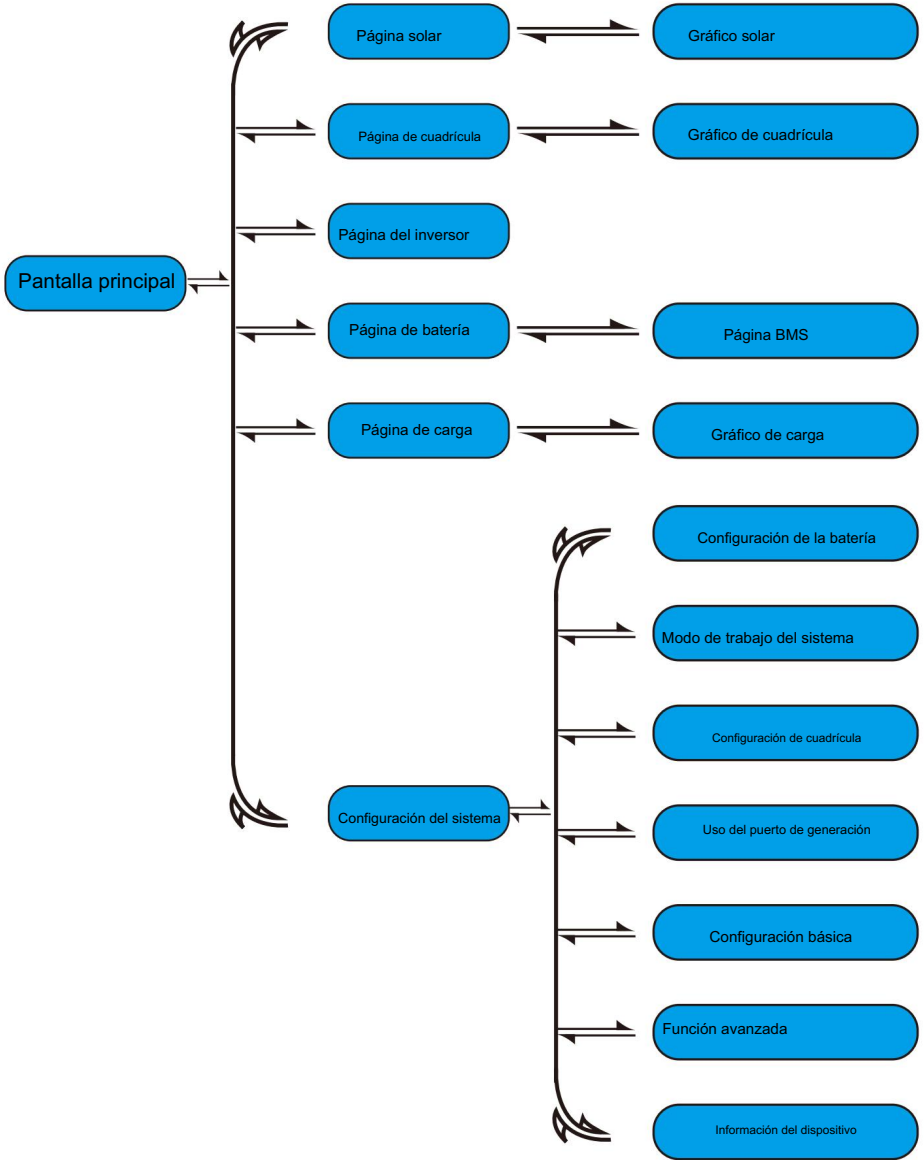 Página solar
Gráfico solar
Página de cuadrícula
Gráfico de cuadrícula
Página del inversor
Pantalla principal
Página de batería
Página BMS
Página de carga
Gráfico de carga
Configuración de la batería
Modo de trabajo del sistema
Configuración de cuadrícula
Configuración del sistema
Uso del puerto de generación
Configuración básica
Función avanzada
Información del dispositivo